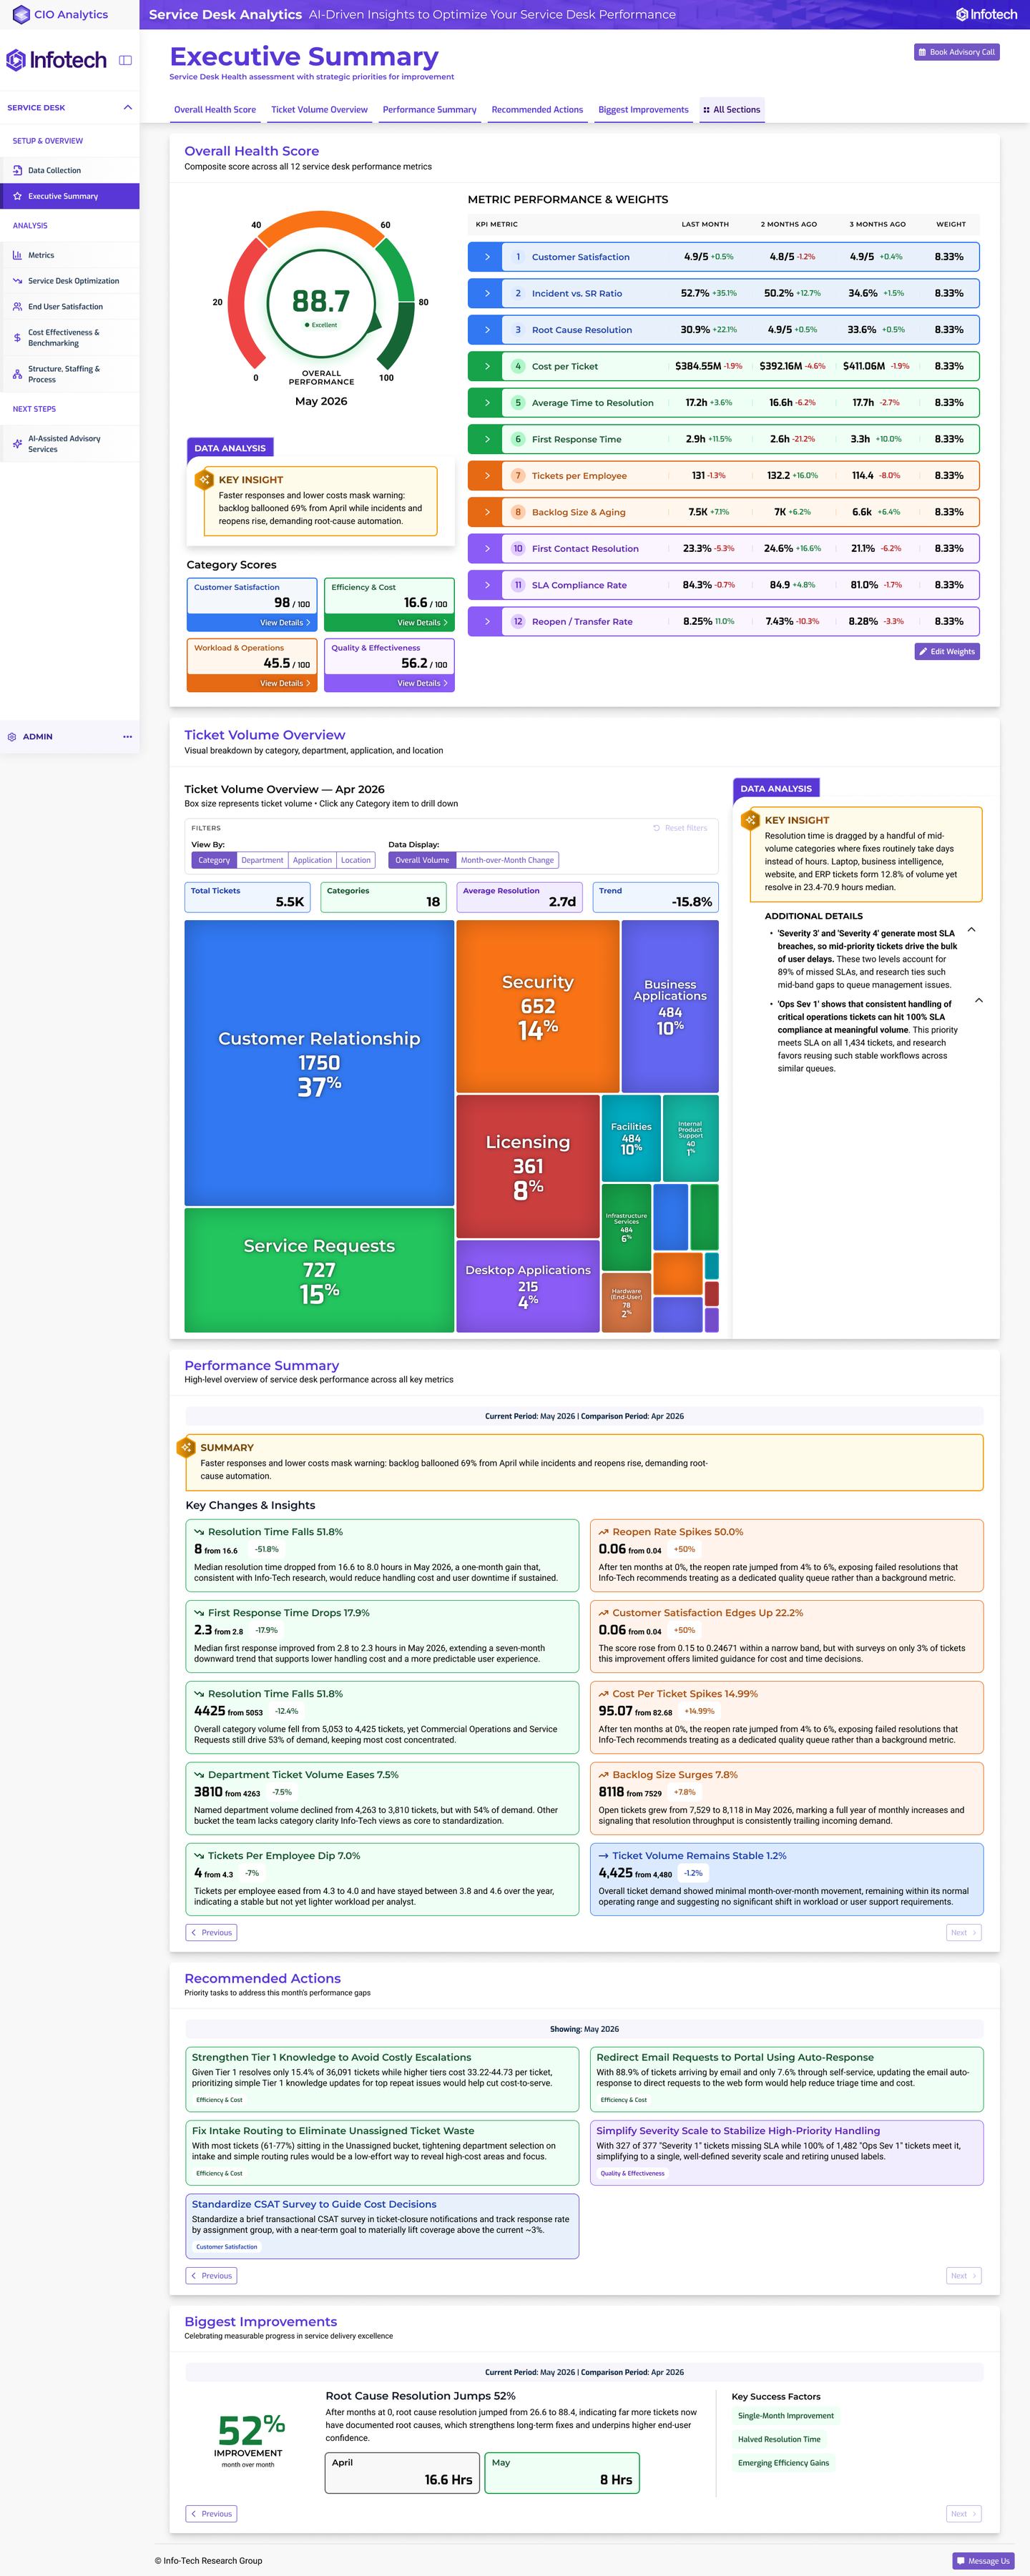 CIO Analytics
Service Desk Analytics AI-Driven Insights to Optimize Your Service Desk Performance
Infotech
Infotech
SERVICE DESK
SETUP & OVERVIEW
Data Collection
Executive Summary
ANALYSIS
Metrics
Service Desk Optimization
End User Satisfaction
Cost Effectiveness &
Benchmarking
Structure, Staffing &
Process
NEXT STEPS
AI-Assisted Advisory
Services
ADMIN
Executive Summary
Service Desk Health assessment with strategic priorities for improvement
Book Advisory Call
Overall Health Score
Ticket Volume Overview
Performance Summary
Recommended Actions
Biggest Improvements
All Sections
Overall Health Score
Composite score across all 12 service desk performance metrics
0
20
40
60
80
100
88.7
Excellent
OVERALL
PERFORMANCE
May 2026
DATA ANALYSIS
KEY INSIGHT
Faster responses and lower costs mask warning:
backlog ballooned 69% from April while incidents and
reopens rise, demanding root-cause automation.
Category Scores
Customer Satisfaction
98 / 100
View Details
Efficiency & Cost
16.6 / 100
View Details
Workload & Operations
45.5 / 100
View Details
Quality & Effectiveness
56.2 / 100
View Details
METRIC PERFORMANCE & WEIGHTS
KPI METRIC LAST MONTH 2 MONTHS AGO 3 MONTHS AGO WEIGHT
1 Customer Satisfaction 4.9/5 +0.5% 4.8/5 -1.2% 4.9/5 +0.4% 8.33%
2 Incident vs. SR Ratio 52.7% +35.1% 50.2% +12.7% 34.6% +1.5% 8.33%
3 Root Cause Resolution 30.9% +22.1% 4.9/5 +0.5% 33.6% +0.5% 8.33%
4 Cost per Ticket $384.55M -1.9% $392.16M -4.6% $411.06M -1.9% 8.33%
5 Average Time to Resolution 17.2h +3.6% 16.6h -6.2% 17.7h -2.7% 8.33%
6 First Response Time 2.9h +11.5% 2.6h -21.2% 3.3h +10.0% 8.33%
7 Tickets per Employee 131 -1.3% 132.2 +16.0% 114.4 -8.0% 8.33%
8 Backlog Size & Aging 7.5K +7.1% 7K +6.2% 6.6k +6.4% 8.33%
10 First Contact Resolution 23.3% -5.3% 24.6% +16.6% 21.1% -6.2% 8.33%
11 SLA Compliance Rate 84.3% -0.7% 84.9 +4.8% 81.0% -1.7% 8.33%
12 Reopen / Transfer Rate 8.25% 11.0% 7.43% -10.3% 8.28% -3.3% 8.33%
Edit Weights
Ticket Volume Overview
Visual breakdown by category, department, application, and location
Ticket Volume Overview — Apr 2026
Box size represents ticket volume • Click any Category item to drill down
FILTERS
Reset filters
View By:
Category Department Application Location
Data Display:
Overall Volume Month-over-Month Change
Total Tickets
5.5K
Categories
18
Average Resolution
2.7d
Trend
-15.8%
Customer Relationship
1750
37%
Service Requests
727
15%
Security
652
14%
Business
Applications
484
10%
Licensing
361
8%
Desktop Applications
215
4%
Facilities
484
10%
Internal
Product
Support
40
1%
Infrastructure
Services
484
6%
Hardware
(End-User)
78
2%
DATA ANALYSIS
KEY INSIGHT
Resolution time is dragged by a handful of mid-
volume categories where fixes routinely take days
instead of hours. Laptop, business intelligence,
website, and ERP tickets form 12.8% of volume yet
resolve in 23.4-70.9 hours median.
ADDITIONAL DETAILS
• 'Severity 3' and 'Severity 4' generate most SLA
breaches, so mid-priority tickets drive the bulk
of user delays. These two levels account for
89% of missed SLAs, and research ties such
mid-band gaps to queue management issues.
• 'Ops Sev 1' shows that consistent handling of
critical operations tickets can hit 100% SLA
compliance at meaningful volume. This priority
meets SLA on all 1,434 tickets, and research
favors reusing such stable workflows across
similar queues.
Performance Summary
High-level overview of service desk performance across all key metrics
Current Period: May 2026 | Comparison Period: Apr 2026
SUMMARY
Faster responses and lower costs mask warning: backlog ballooned 69% from April while incidents and reopens rise, demanding root-
cause automation.
Key Changes & Insights
Resolution Time Falls 51.8%
8 from 16.6 -51.8%
Median resolution time dropped from 16.6 to 8.0 hours in May 2026, a one-month gain that,
consistent with Info-Tech research, would reduce handling cost and user downtime if sustained.
Reopen Rate Spikes 50.0%
0.06 from 0.04 +50%
After ten months at 0%, the reopen rate jumped from 4% to 6%, exposing failed resolutions that
Info-Tech recommends treating as a dedicated quality queue rather than a background metric.
First Response Time Drops 17.9%
2.3 from 2.8 -17.9%
Median first response improved from 2.8 to 2.3 hours in May 2026, extending a seven-month
downward trend that supports lower handling cost and a more predictable user experience.
Customer Satisfaction Edges Up 22.2%
0.06 from 0.04 +50%
The score rose from 0.15 to 0.24671 within a narrow band, but with surveys on only 3% of tickets
this improvement offers limited guidance for cost and time decisions.
Resolution Time Falls 51.8%
4425 from 5053 -12.4%
Overall category volume fell from 5,053 to 4,425 tickets, yet Commercial Operations and Service
Requests still drive 53% of demand, keeping most cost concentrated.
Cost Per Ticket Spikes 14.99%
95.07 from 82.68 +14.99%
After ten months at 0%, the reopen rate jumped from 4% to 6%, exposing failed resolutions that
Info-Tech recommends treating as a dedicated quality queue rather than a background metric.
Department Ticket Volume Eases 7.5%
3810 from 4263 -7.5%
Named department volume declined from 4,263 to 3,810 tickets, but with 54% of demand. Other
bucket the team lacks category clarity Info-Tech views as core to standardization.
Backlog Size Surges 7.8%
8118 from 7529 +7.8%
Open tickets grew from 7,529 to 8,118 in May 2026, marking a full year of monthly increases and
signaling that resolution throughput is consistently trailing incoming demand.
Tickets Per Employee Dip 7.0%
4 from 4.3 -7%
Tickets per employee eased from 4.3 to 4.0 and have stayed between 3.8 and 4.6 over the year,
indicating a stable but not yet lighter workload per analyst.
Ticket Volume Remains Stable 1.2%
4,425 from 4,480 -1.2%
Overall ticket demand showed minimal month-over-month movement, remaining within its normal
operating range and suggesting no significant shift in workload or user support requirements.
Previous
Next
Recommended Actions
Priority tasks to address this month's performance gaps
Showing: May 2026
Strengthen Tier 1 Knowledge to Avoid Costly Escalations
Given Tier 1 resolves only 15.4% of 36,091 tickets while higher tiers cost 33.22-44.73 per ticket,
prioritizing simple Tier 1 knowledge updates for top repeat issues would help cut cost-to-serve.
Efficiency & Cost
Redirect Email Requests to Portal Using Auto-Response
With 88.9% of tickets arriving by email and only 7.6% through self-service, updating the email auto-
response to direct requests to the web form would help reduce triage time and cost.
Efficiency & Cost
Fix Intake Routing to Eliminate Unassigned Ticket Waste
With most tickets (61-77%) sitting in the Unassigned bucket, tightening department selection on
intake and simple routing rules would be a low-effort way to reveal high-cost areas and focus.
Efficiency & Cost
Simplify Severity Scale to Stabilize High-Priority Handling
With 327 of 377 "Severity 1" tickets missing SLA while 100% of 1,482 "Ops Sev 1" tickets meet it,
simplifying to a single, well-defined severity scale and retiring unused labels.
Quality & Effectiveness
Standardize CSAT Survey to Guide Cost Decisions
Standardize a brief transactional CSAT survey in ticket-closure notifications and track response rate
by assignment group, with a near-term goal to materially lift coverage above the current ~3%.
Customer Satisfaction
Previous
Next
Biggest Improvements
Celebrating measurable progress in service delivery excellence
Current Period: May 2026 | Comparison Period: Apr 2026
52%
IMPROVEMENT
month over month
Root Cause Resolution Jumps 52%
After months at 0, root cause resolution jumped from 26.6 to 88.4, indicating far more tickets now
have documented root causes, which strengthens long-term fixes and underpins higher end-user
confidence.
April
16.6 Hrs
May
8 Hrs
Key Success Factors
Single-Month Improvement
Halved Resolution Time
Emerging Efficiency Gains
Previous
Next
© Info-Tech Research Group
Message Us